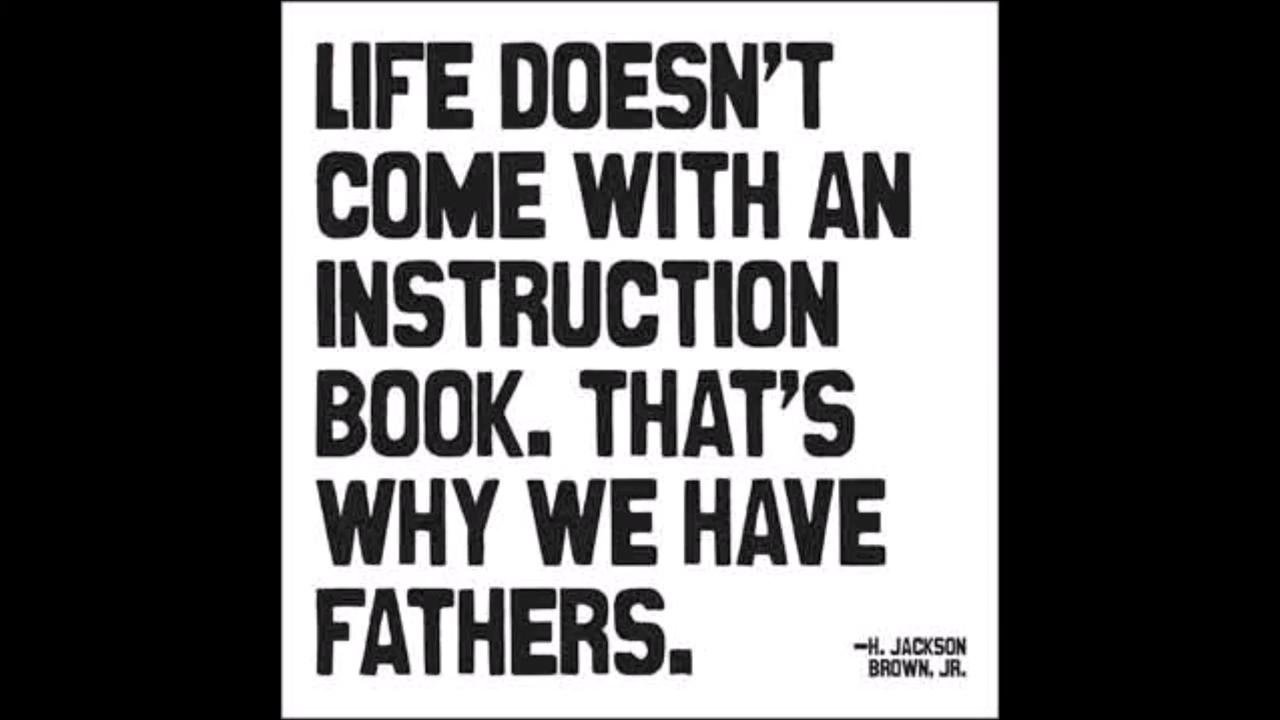 LIFE DOESN'T
COME WITH AN
INSTRUCTION
BOOK. THAT'S
WHY WE HAVE
FATHERS.
—H. JACKSON
BROWN, JR.